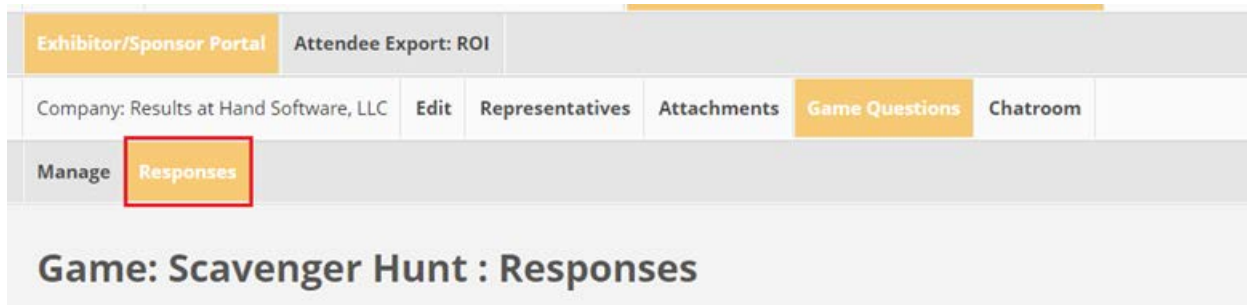 Exhibitor/Sponsor Portal Attendee Export: ROI
Company: Results at Hand Software, LLC Edit Representatives Attachments Game Questions Chatroom
Manage Responses
Game: Scavenger Hunt : Responses